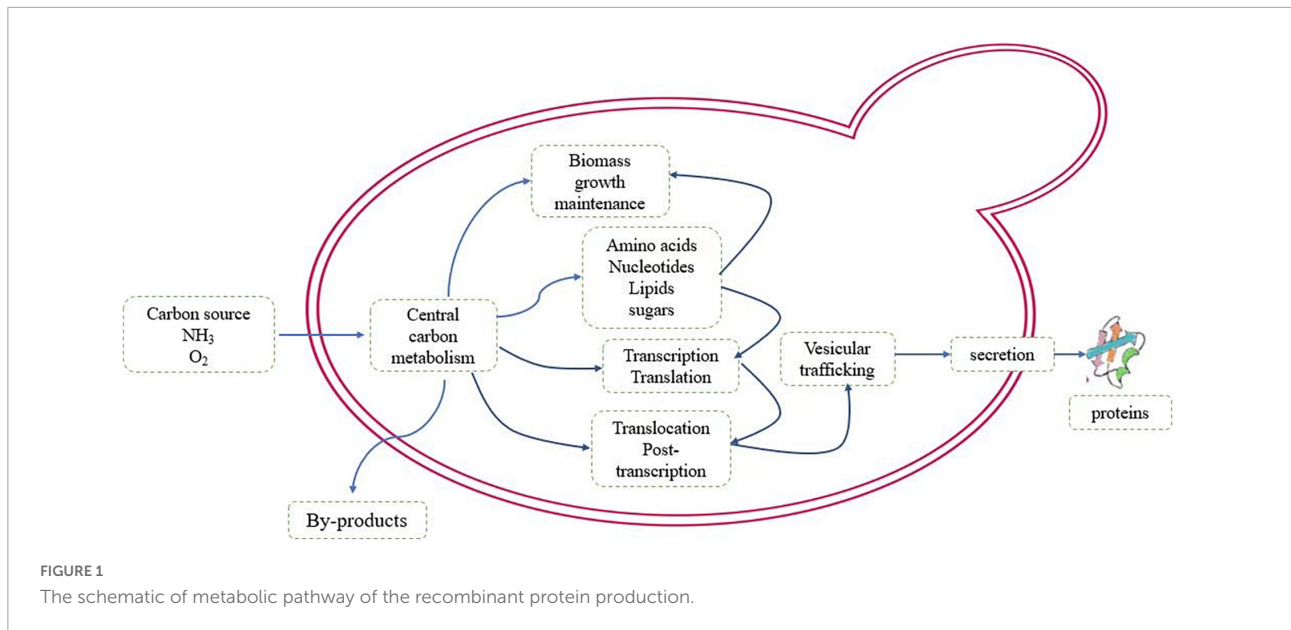 Biomass
growth
maintenance
Amino acids
Nucleotides
Lipids
sugars
Carbon source
NH₃
O₂
Central
carbon
metabolism
Transcription
Translation
Vesicular
trafficking
secretion
proteins
Translocation
Post-
transcription
By-products
FIGURE 1
The schematic of metabolic pathway of the recombinant protein production.